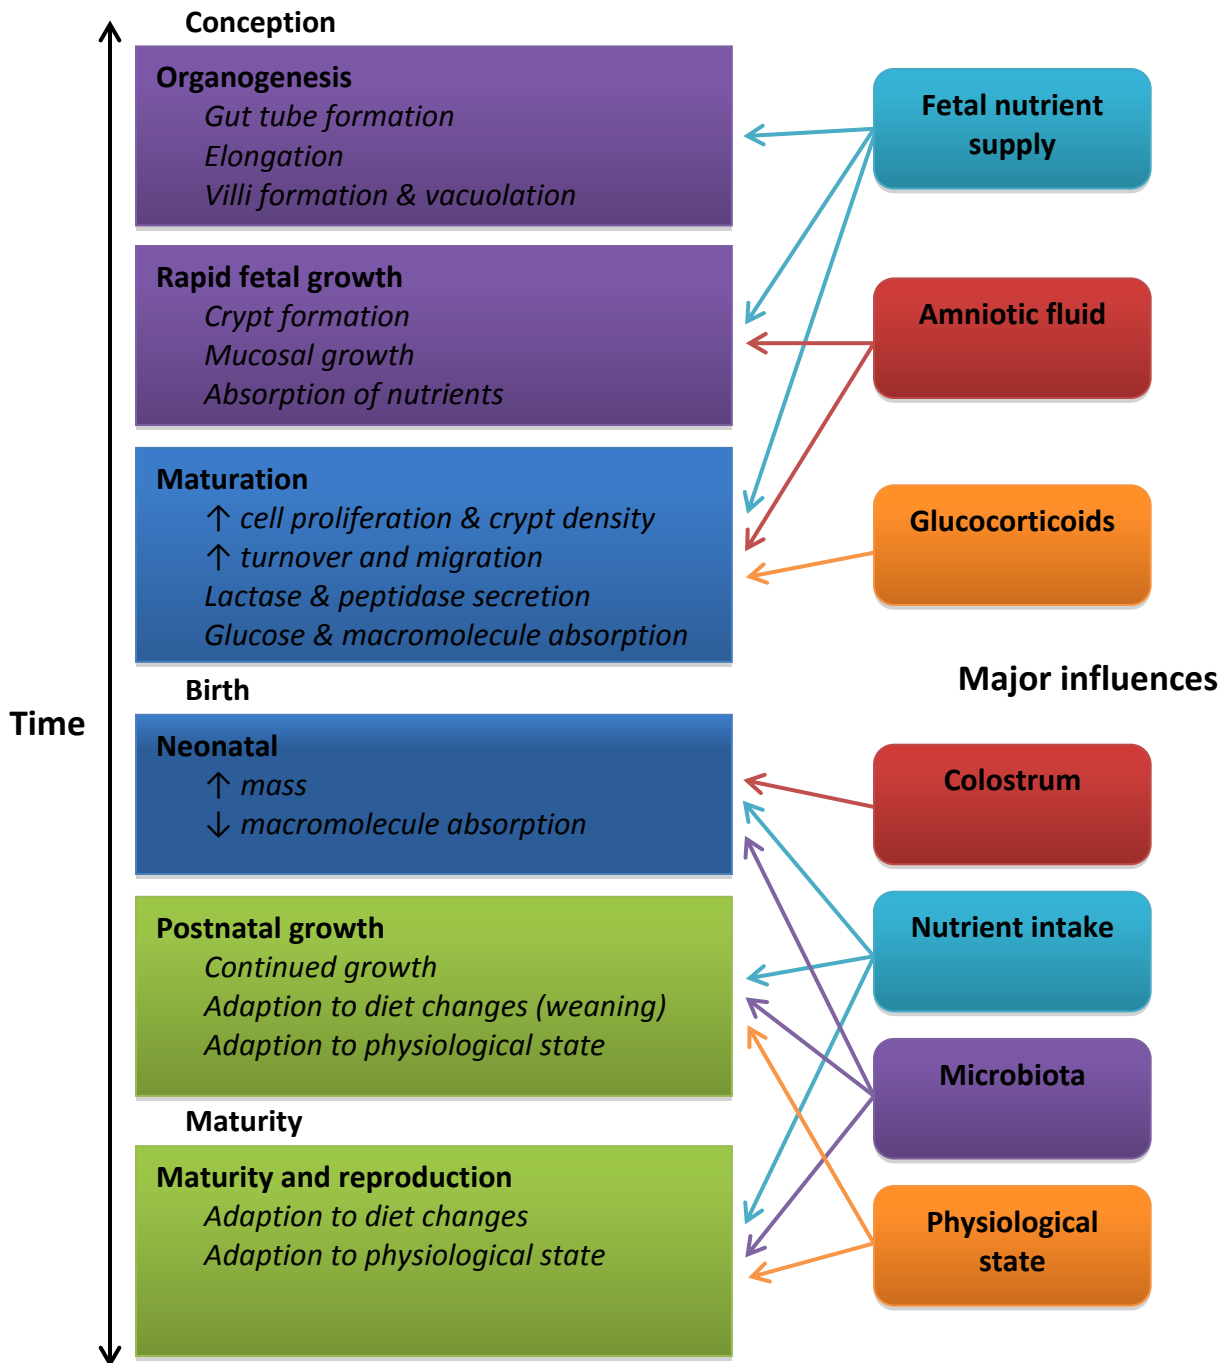 Conception
Organogenesis
Gut tube formation
Elongation
Villi formation & vacuolation
Rapid fetal growth
Crypt formation
Mucosal growth
Absorption of nutrients
Maturation
↑ cell proliferation & crypt density
↑ turnover and migration
Lactase & peptidase secretion
Glucose & macromolecule absorption
Birth
Time
Neonatal
↑ mass
↓ macromolecule absorption
Postnatal growth
Continued growth
Adaption to diet changes (weaning)
Adaption to physiological state
Maturity
Maturity and reproduction
Adaption to diet changes
Adaption to physiological state
Fetal nutrient
supply
Amniotic fluid
Glucocorticoids
Major influences
Colostrum
Nutrient intake
Microbiota
Physiological
state